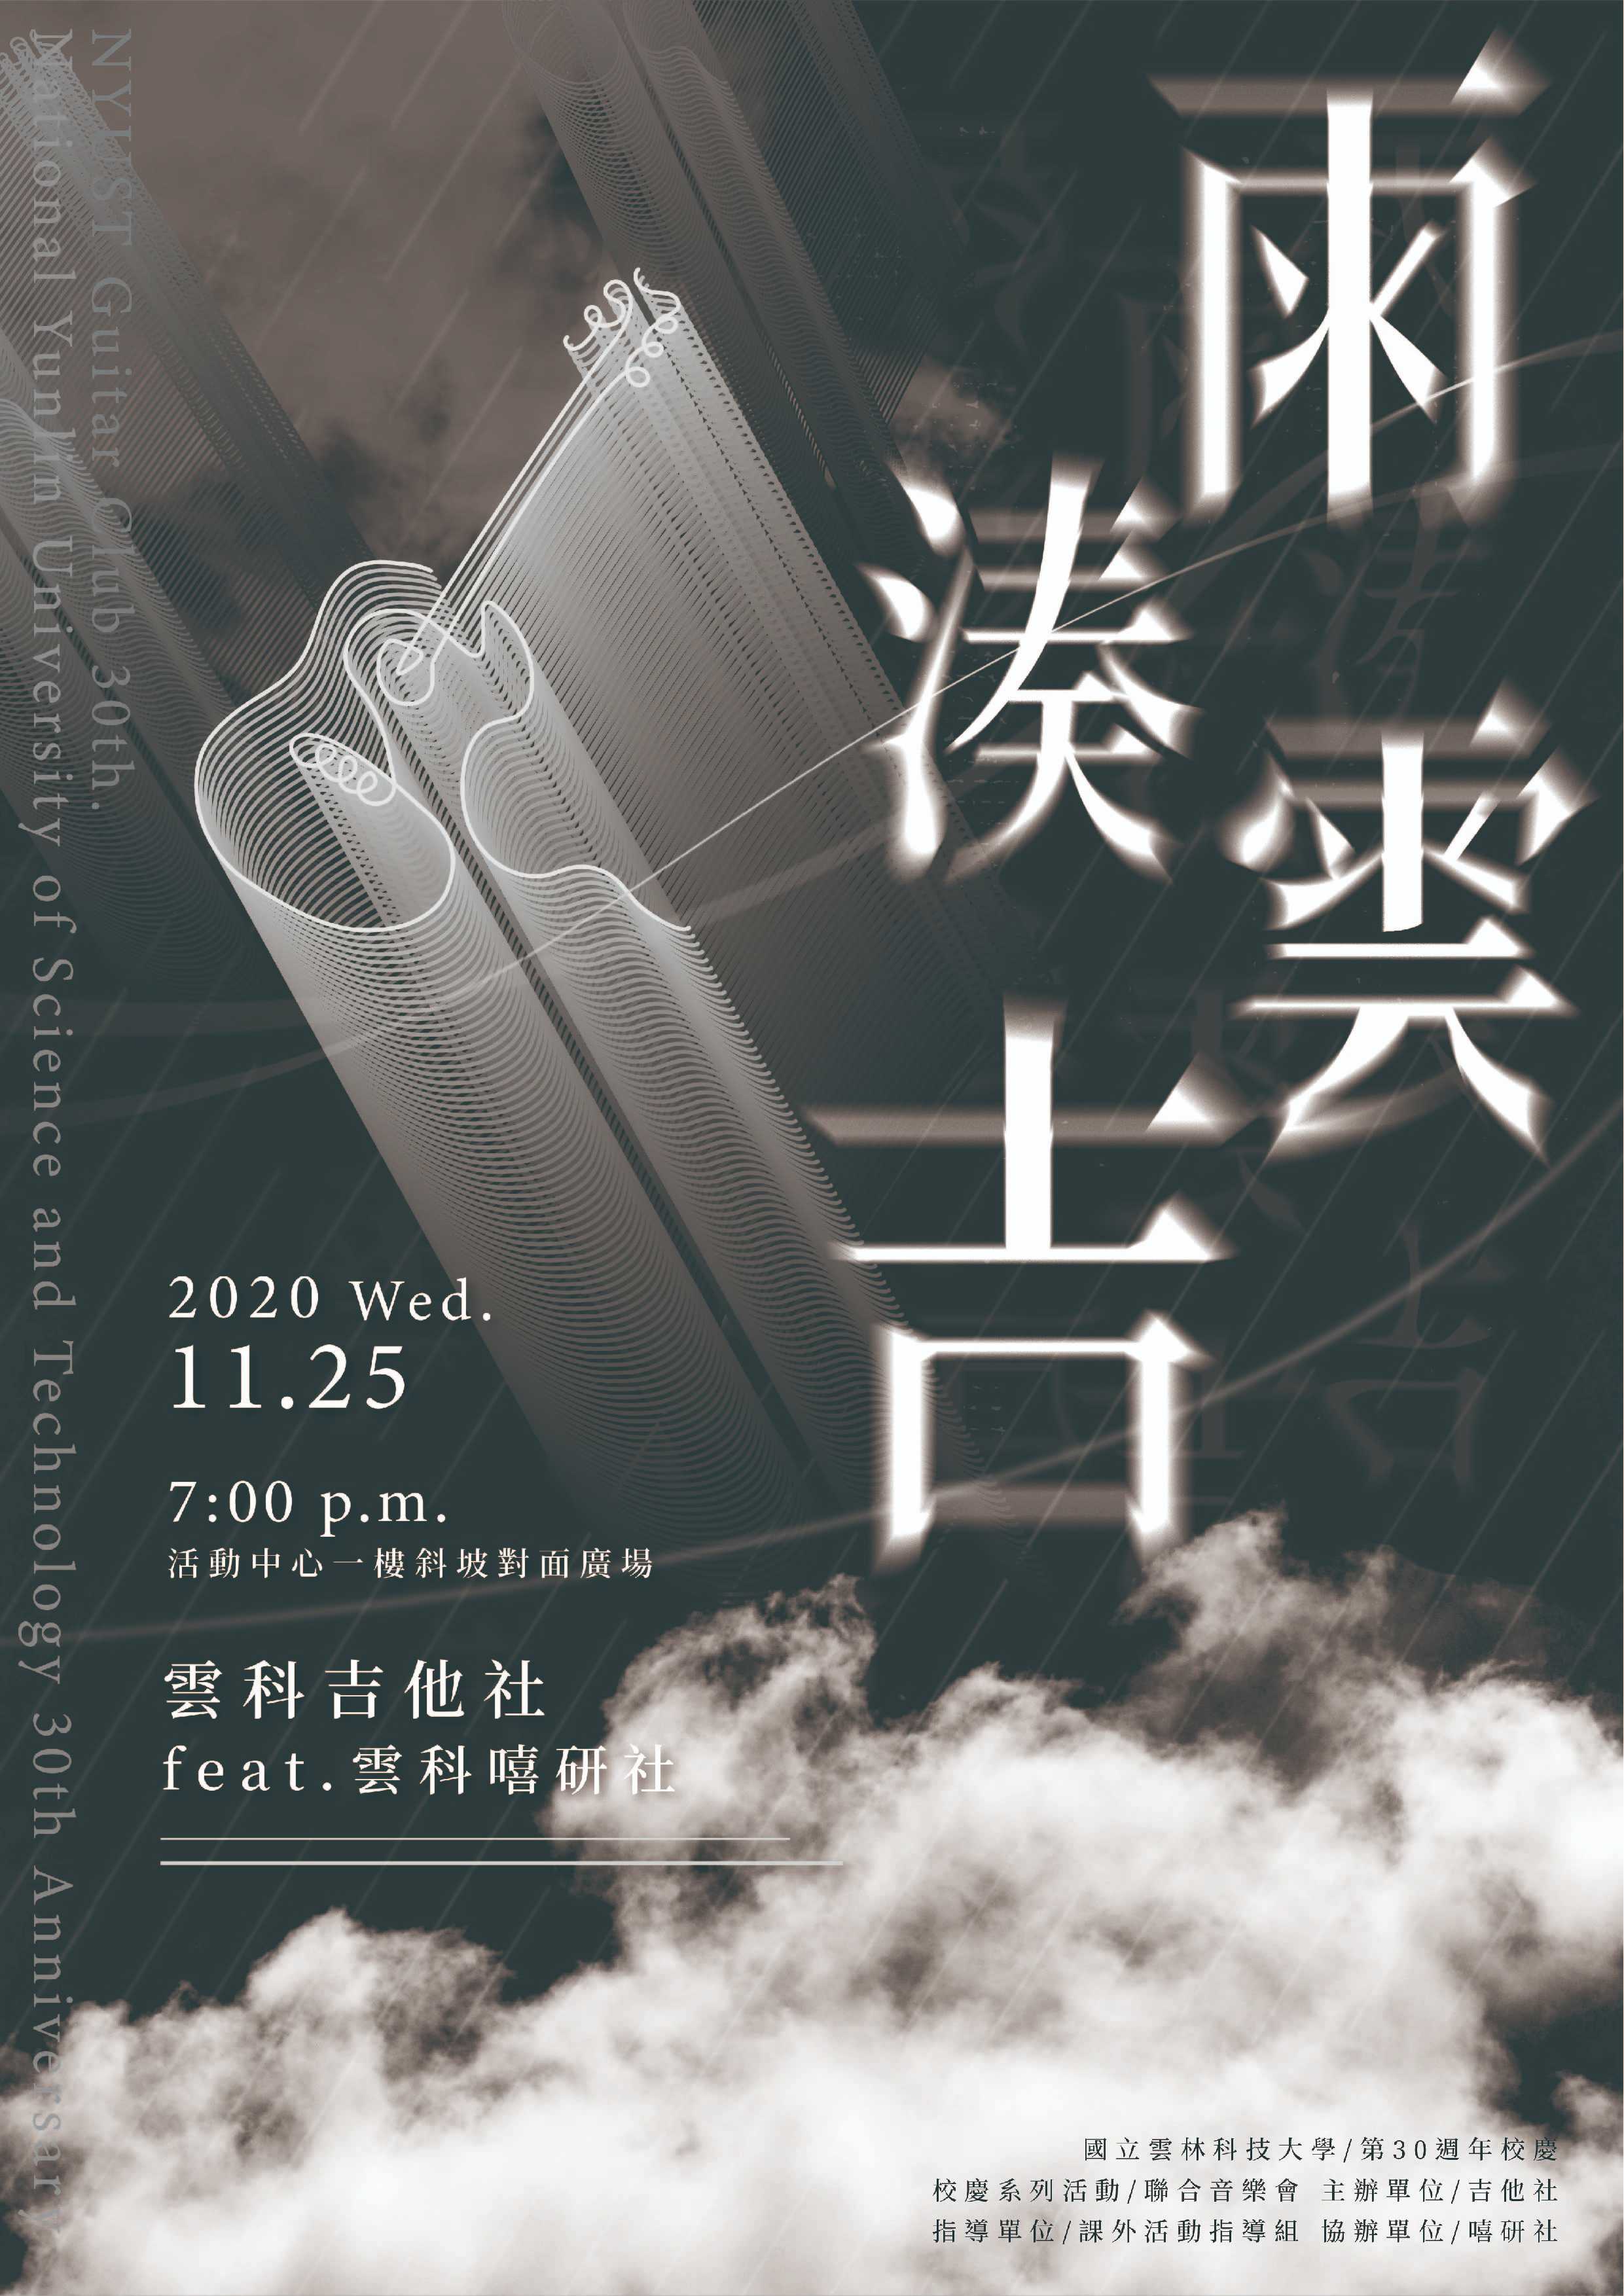 雨
湊
雲
吉
NYUST Guitar Club 30th.
National Yunlin University of Science and Technology 30th Anniversary
2020 Wed.
11.25
7:00 p.m.
活動中心一樓斜坡對面廣場
雲科吉他社
feat.雲科嘻研社
國立雲林科技大學/第30週年校慶
校慶系列活動/聯合音樂會 主辦單位/吉他社
指導單位/課外活動指導組 協辦單位/嘻研社